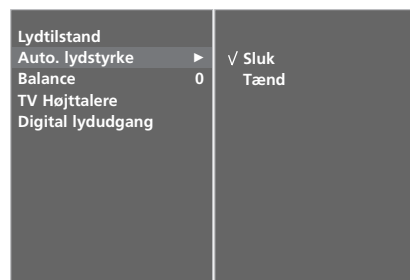 Lydtilstand
Auto. lydstyrke ►
Balance 0
TV Højttalere
Digital lydudgang
√ Sluk
Tænd